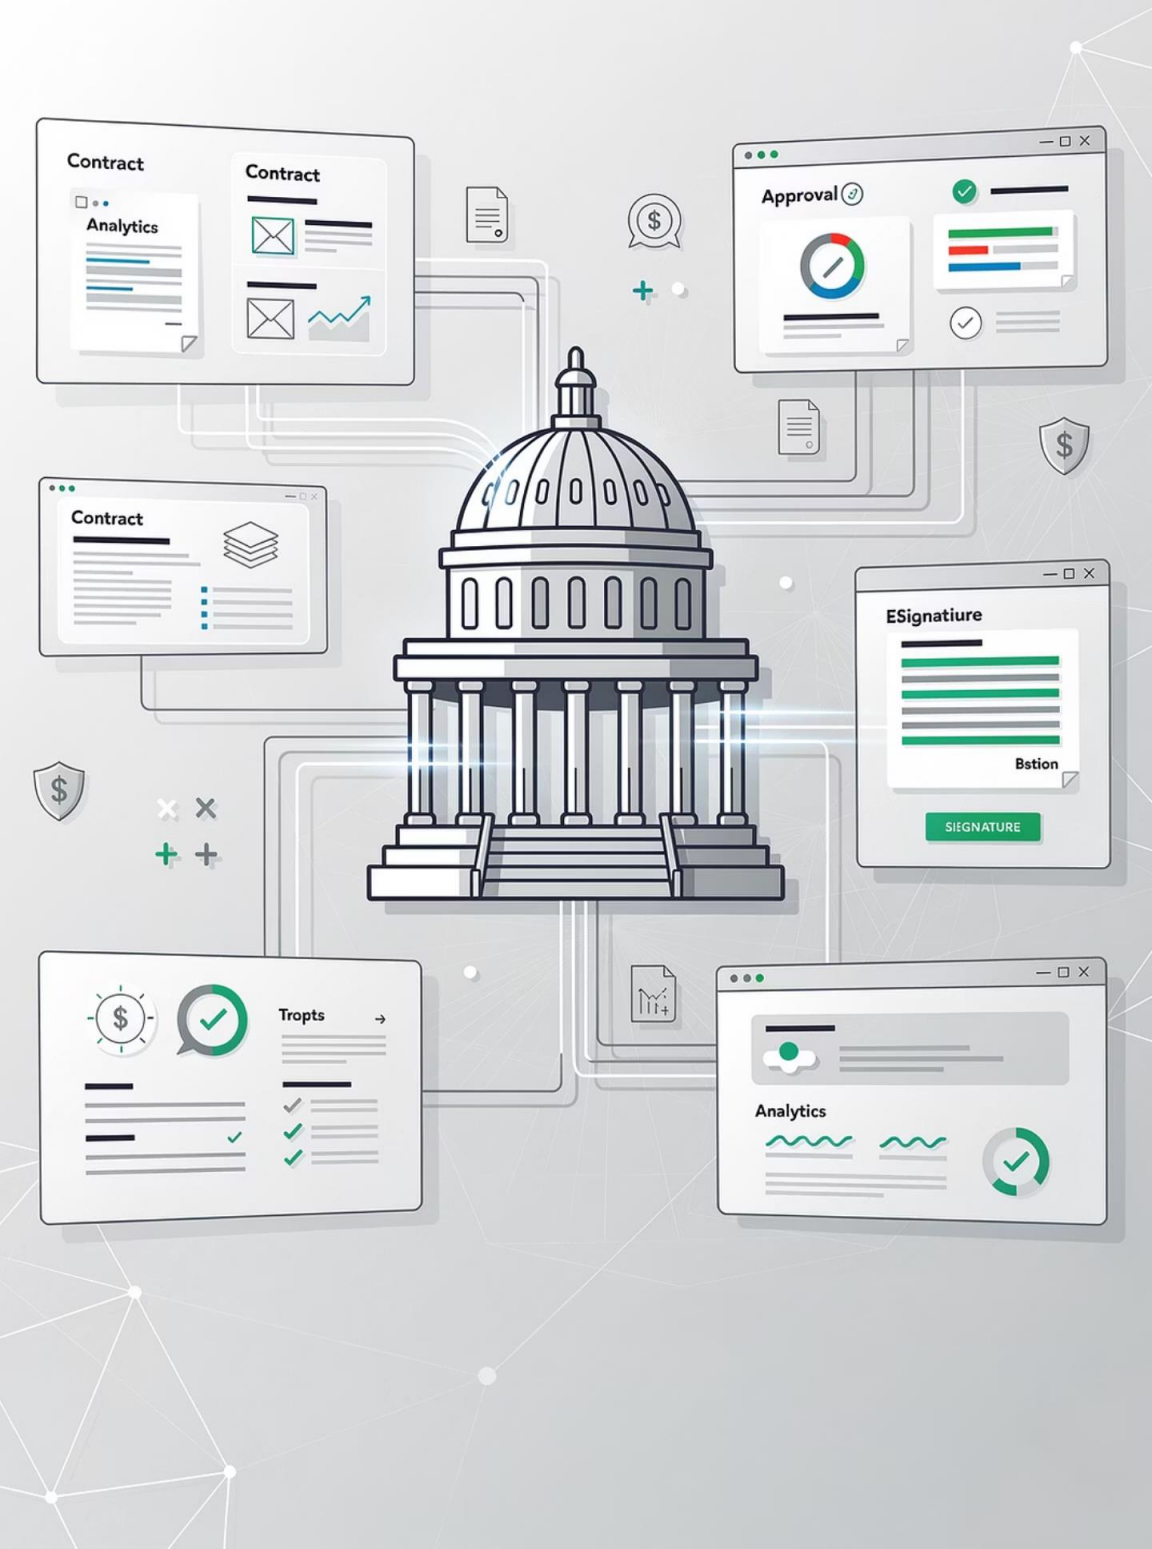 Contract
Analytics
Contract
Approval
$
$
Contract
ESignatiure
Bstion
SIEGNATURE
$
$
Tropts
Analytics